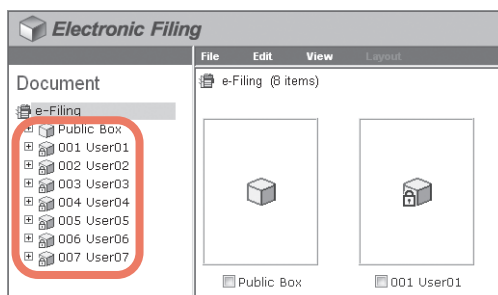 Electronic Filing
File Edit View Layout
Document
e-Filing
Public Box
001 User01
002 User02
003 User03
004 User04
005 User05
006 User06
007 User07
e-Filing (8 items)
Public Box
001 User01